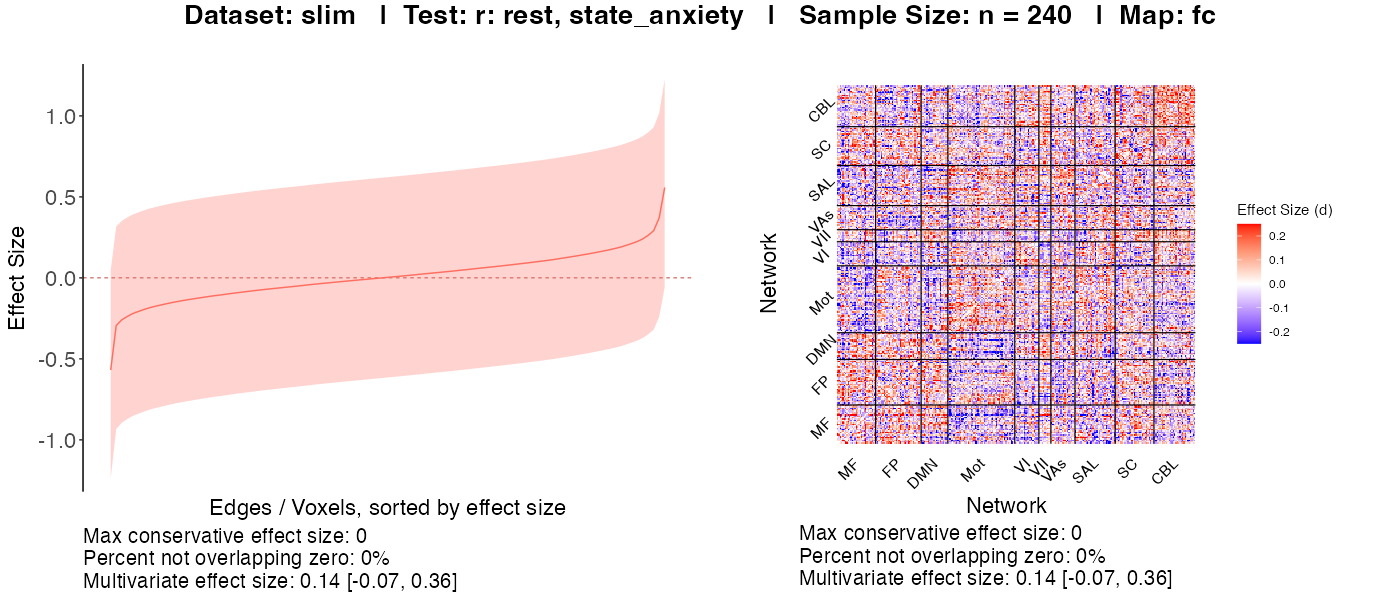 Dataset: slim | Test: r: rest, state_anxiety | Sample Size: n = 240 | Map: fc
Effect Size
1.0
0.5
0.0
-0.5
-1.0
Edges / Voxels, sorted by effect size
Max conservative effect size: 0
Percent not overlapping zero: 0%
Multivariate effect size: 0.14 [-0.07, 0.36]
Network
CBL
SC
SAL
VAs
VII
VI
Mot
DMN
FP
MF
MF
FP
DMN
Mot
VI
VII
VAs
SAL
SC
CBL
Network
Max conservative effect size: 0
Percent not overlapping zero: 0%
Multivariate effect size: 0.14 [-0.07, 0.36]
Effect Size (d)
0.2
0.1
0.0
-0.1
-0.2